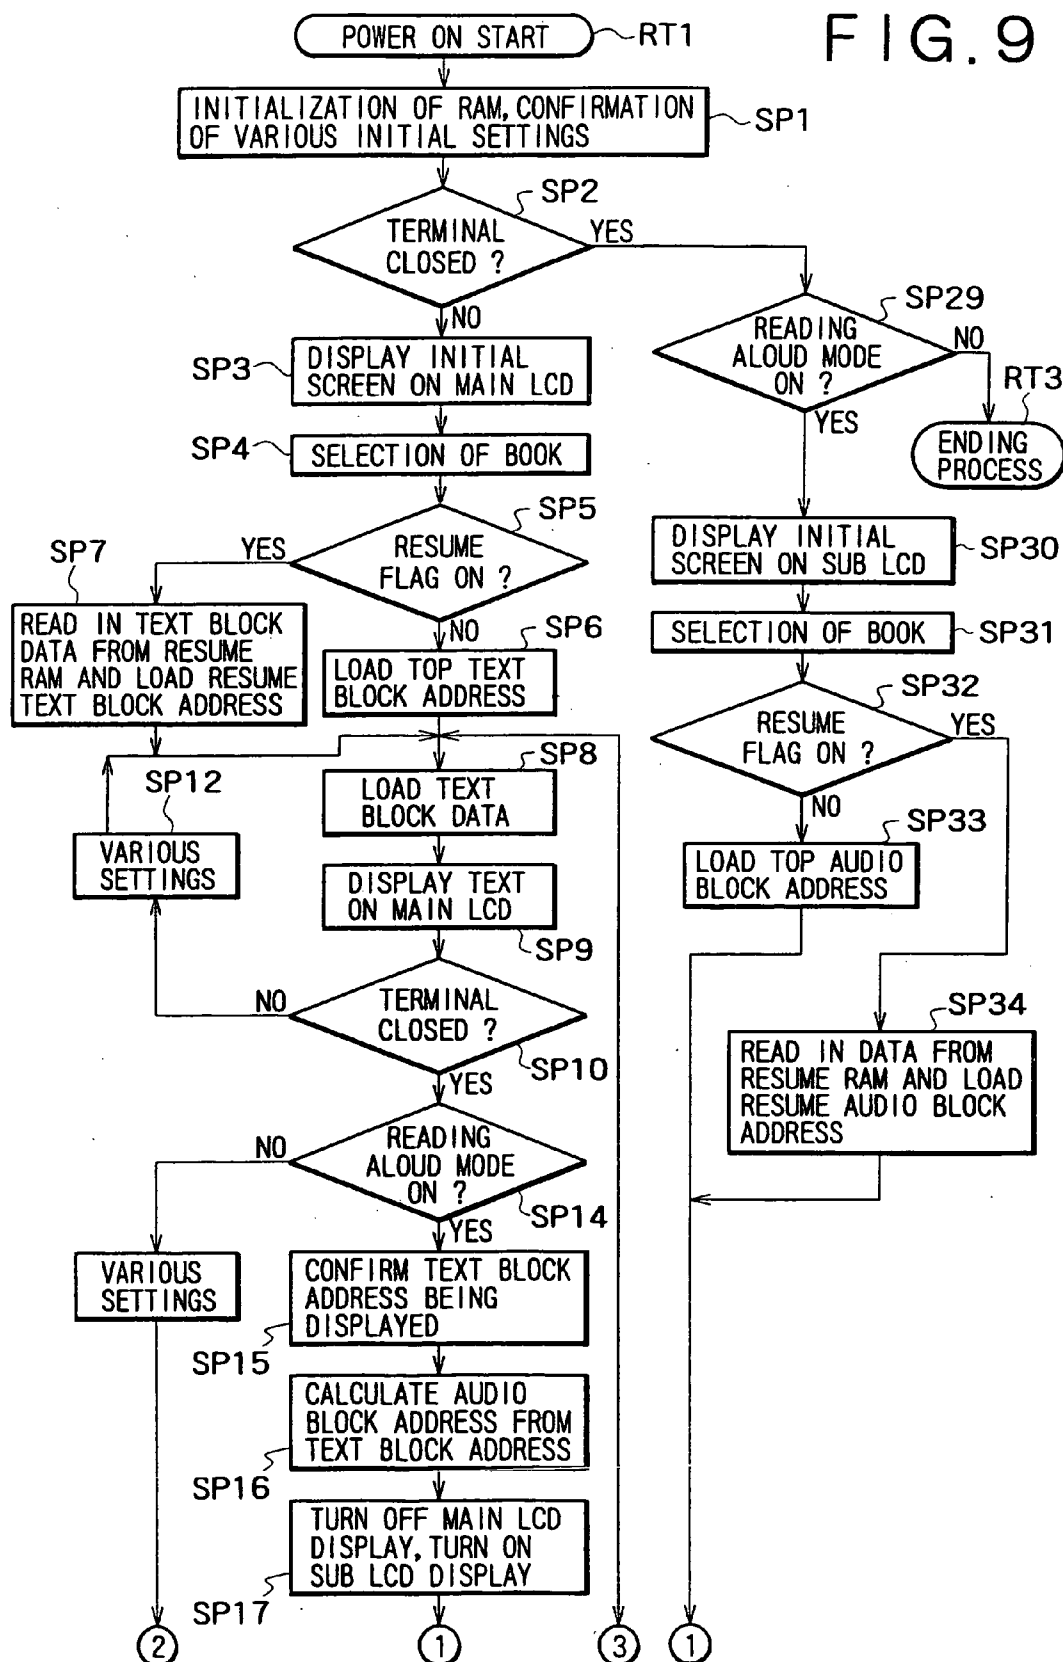 FIG. 9
POWER ON START
RT1
INITIALIZATION OF RAM, CONFIRMATION
OF VARIOUS INITIAL SETTINGS
SP1
SP2
TERMINAL
CLOSED ?
YES
NO
SP29
READING
ALOUD MODE
ON ?
NO
YES
RT3
ENDING
PROCESS
SP3
DISPLAY INITIAL
SCREEN ON MAIN LCD
SP4
SELECTION OF BOOK
SP5
RESUME
FLAG ON ?
YES
NO
SP7
READ IN TEXT BLOCK
DATA FROM RESUME
RAM AND LOAD RESUME
TEXT BLOCK ADDRESS
SP6
LOAD TOP TEXT
BLOCK ADDRESS
SP30
DISPLAY INITIAL
SCREEN ON SUB LCD
SP31
SELECTION OF BOOK
SP32
RESUME
FLAG ON ?
YES
NO
SP8
LOAD TEXT
BLOCK DATA
SP12
VARIOUS
SETTINGS
DISPLAY TEXT
ON MAIN LCD
SP9
SP33
LOAD TOP AUDIO
BLOCK ADDRESS
TERMINAL
CLOSED ?
NO
SP10
YES
SP34
READ IN DATA FROM
RESUME RAM AND LOAD
RESUME AUDIO BLOCK
ADDRESS
READING
ALOUD MODE
ON ?
NO
SP14
YES
VARIOUS
SETTINGS
CONFIRM TEXT BLOCK
ADDRESS BEING
DISPLAYED
SP15
CALCULATE AUDIO
BLOCK ADDRESS FROM
TEXT BLOCK ADDRESS
SP16
TURN OFF MAIN LCD
DISPLAY, TURN ON
SUB LCD DISPLAY
SP17
2
1
3
1